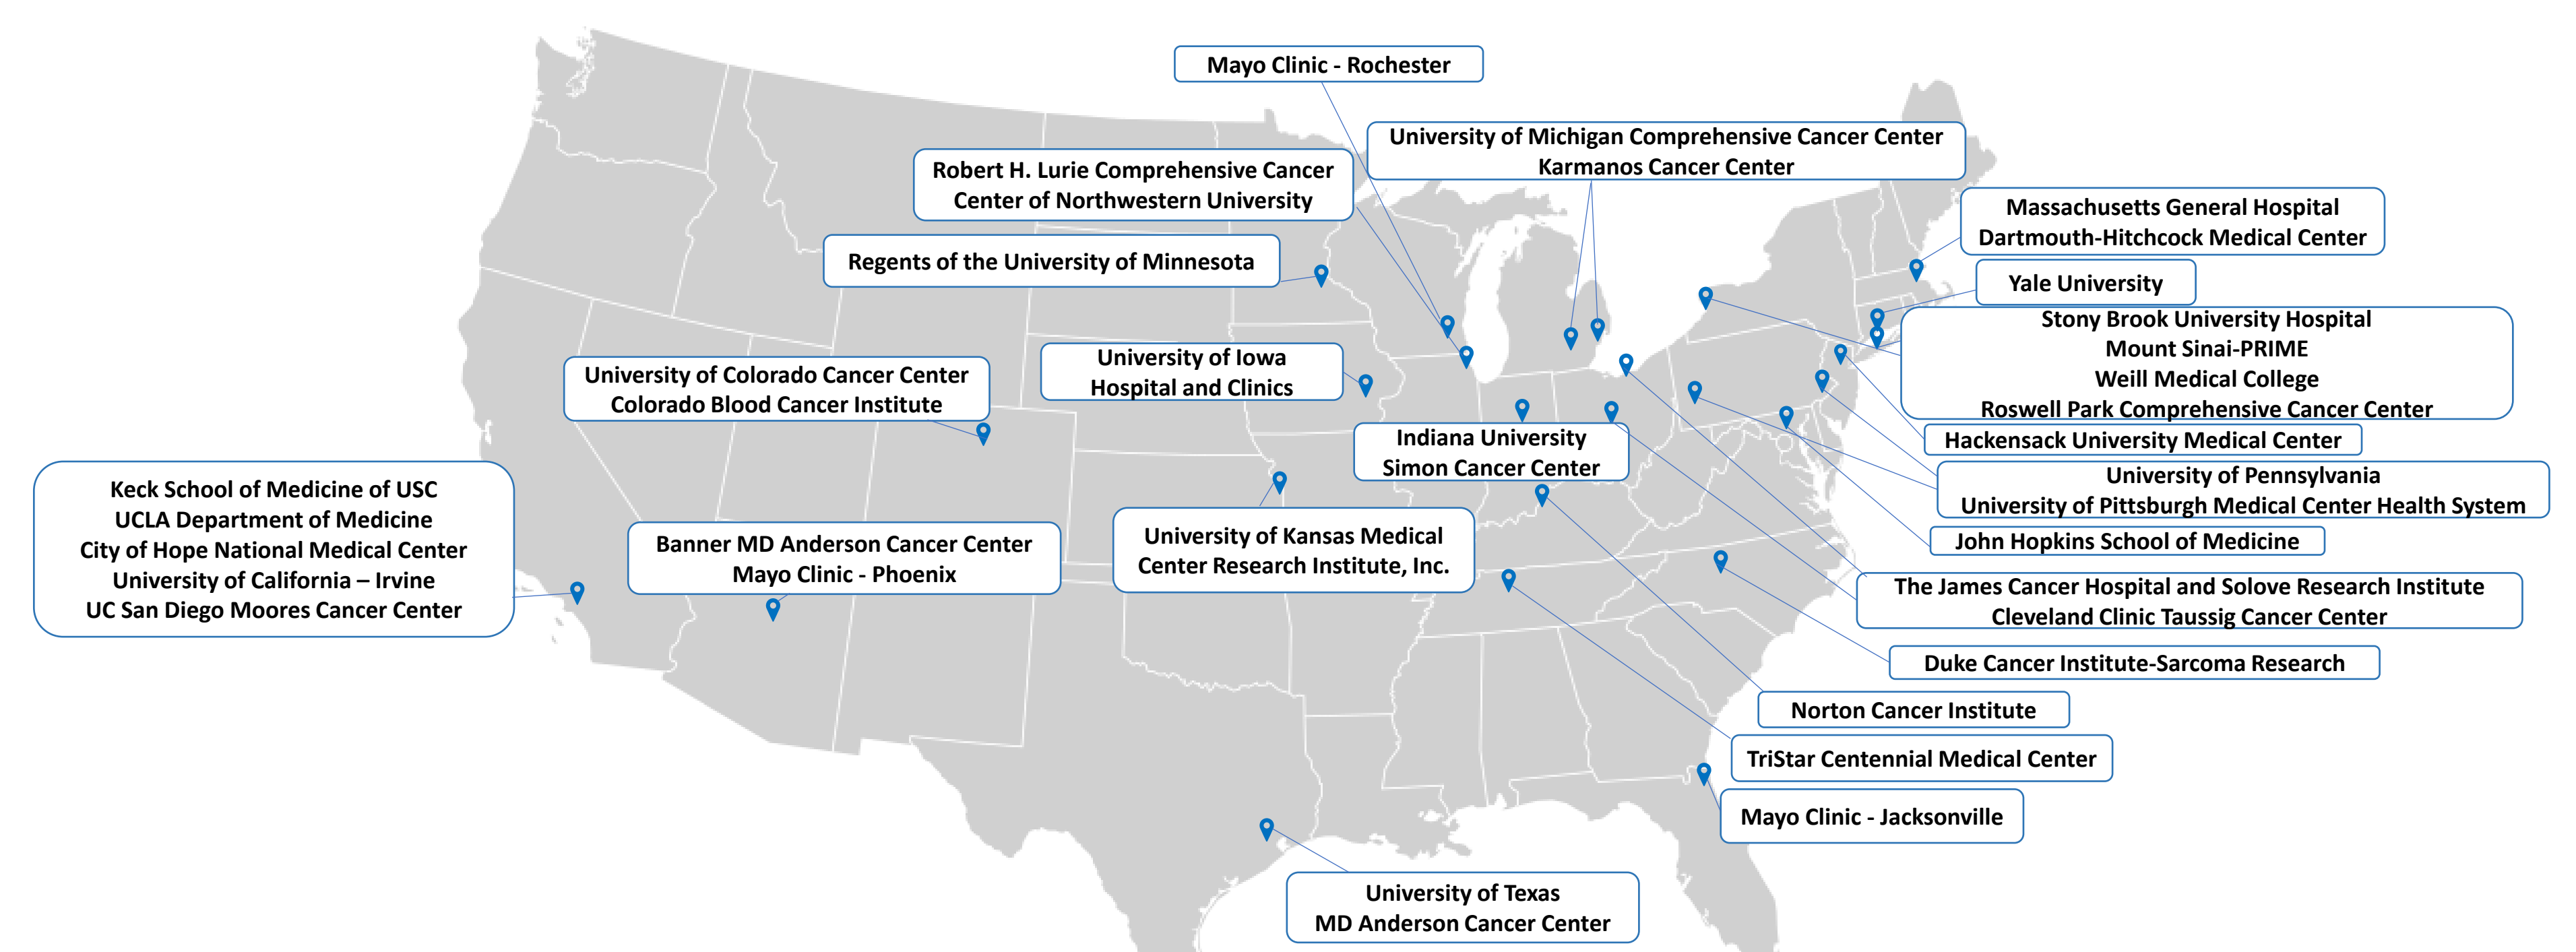 Mayo Clinic - Rochester
University of Michigan Comprehensive Cancer Center
Karmanos Cancer Center
Robert H. Lurie Comprehensive Cancer
Center of Northwestern University
Massachusetts General Hospital
Dartmouth-Hitchcock Medical Center
Regents of the University of Minnesota
Yale University
Stony Brook University Hospital
Mount Sinai-PRIME
Weill Medical College
Roswell Park Comprehensive Cancer Center
University of Iowa
Hospital and Clinics
University of Colorado Cancer Center
Colorado Blood Cancer Institute
Indiana University
Simon Cancer Center
Hackensack University Medical Center
Keck School of Medicine of USC
UCLA Department of Medicine
City of Hope National Medical Center
University of California – Irvine
UC San Diego Moores Cancer Center
University of Pennsylvania
University of Pittsburgh Medical Center Health System
Banner MD Anderson Cancer Center
Mayo Clinic - Phoenix
University of Kansas Medical
Center Research Institute, Inc.
John Hopkins School of Medicine
The James Cancer Hospital and Solove Research Institute
Cleveland Clinic Taussig Cancer Center
Duke Cancer Institute-Sarcoma Research
Norton Cancer Institute
TriStar Centennial Medical Center
Mayo Clinic - Jacksonville
University of Texas
MD Anderson Cancer Center